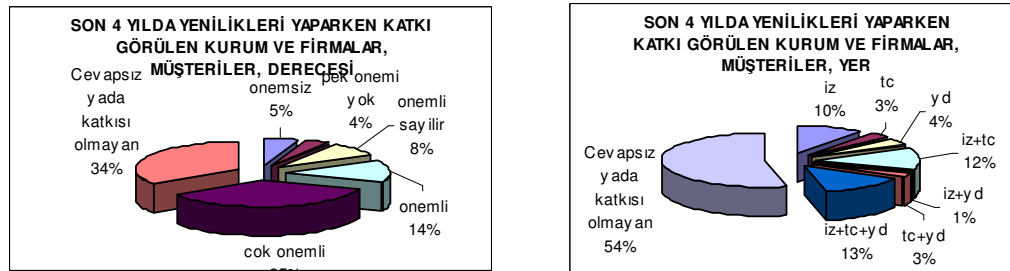 SON 4 YILDA YENİLİKLERİ YAPARKEN KATKI
GÖRÜLEN KURUM VE FİRMALAR,
MÜŞTERİLER, DERECESİ
Cevapsız
yada
katkısı
olmayan
34%
onemsiz
5%
pek onemi
yok
4%
onemli
sayilir
8%
onemli
14%
cok onemli
SON 4 YILDA YENİLİKLERİ YAPARKEN
KATKI GÖRÜLEN KURUM VE FİRMALAR,
MÜŞTERİLER, YER
iz
10%
tc
3%
yd
4%
iz+tc
12%
iz+yd
1%
tc+yd
3%
iz+tc+yd
13%
Cevapsız
yada
katkısı
olmayan
54%